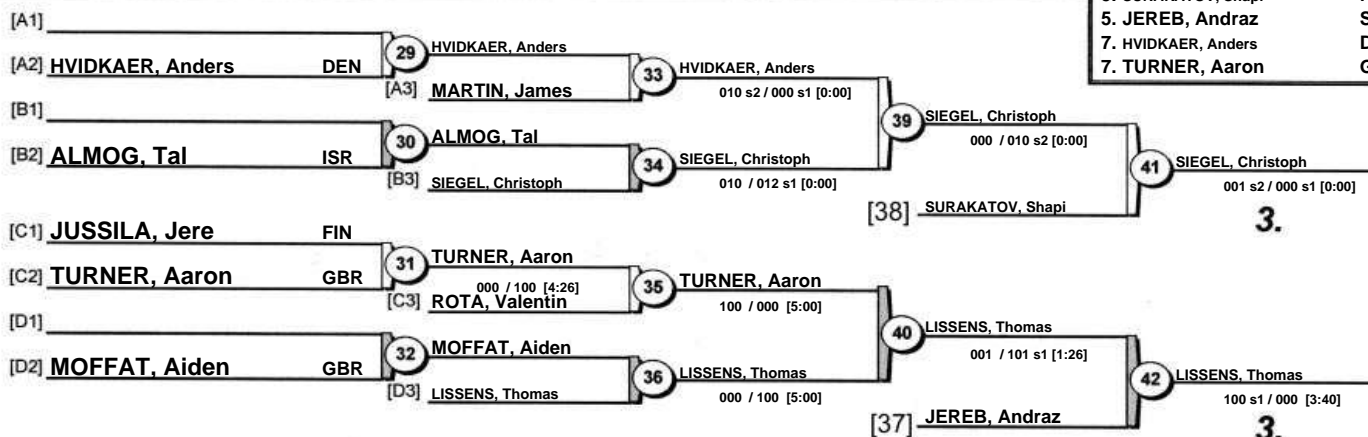 5. JEREB, Andraz S
7. HVIDKAER, Anders D
7. TURNER, Aaron G
[A1]
[A2] HVIDKAER, Anders DEN
29
HVIDKAER, Anders
[A3] MARTIN, James
33
HVIDKAER, Anders
010 s2 / 000 s1 [0:00]
[B1]
[B2] ALMOG, Tal ISR
30
ALMOG, Tal
[B3] SIEGEL, Christoph
34
SIEGEL, Christoph
010 / 012 s1 [0:00]
39
SIEGEL, Christoph
000 / 010 s2 [0:00]
[38] SURAKATOV, Shapi
41
SIEGEL, Christoph
001 s2 / 000 s1 [0:00]
3.
[C1] JUSSILA, Jere FIN
[C2] TURNER, Aaron GBR
31
TURNER, Aaron
000 / 100 [4:26]
[C3] ROTA, Valentin
35
TURNER, Aaron
100 / 000 [5:00]
[D1]
[D2] MOFFAT, Aiden GBR
32
MOFFAT, Aiden
[D3] LISSENS, Thomas
36
LISSENS, Thomas
000 / 100 [5:00]
40
LISSENS, Thomas
001 / 101 s1 [1:26]
[37] JEREB, Andraz
42
LISSENS, Thomas
100 s1 / 000 [3:40]
3.